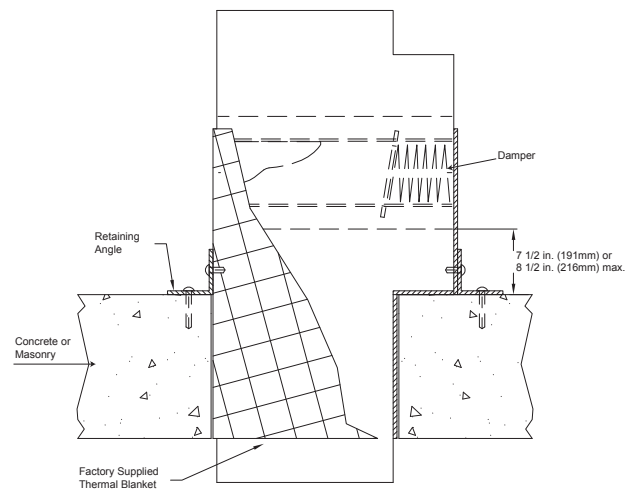 Damper
Retaining
Angle
7 1/2 in. (191mm) or
8 1/2 in. (216mm) max.
Concrete or
Masonry
Factory Supplied
Thermal Blanket